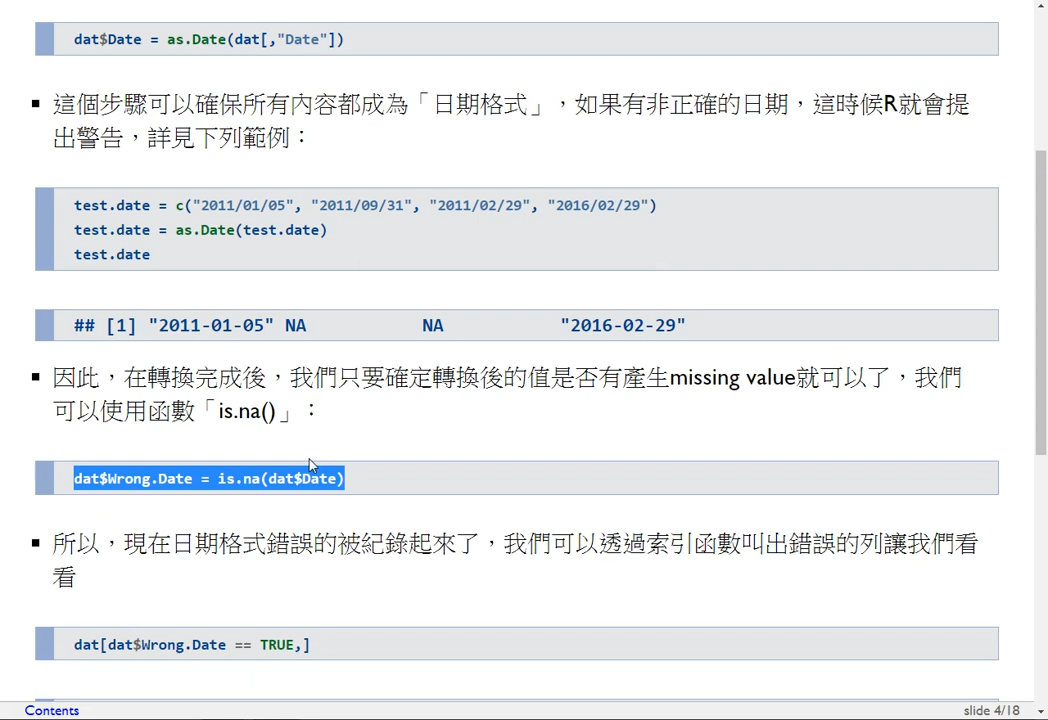 dat$Date = as.Date(dat[,"Date"])
▪ 這個步驟可以確保所有內容都成為「日期格式」，如果有非正確的日期，這時候R就會提
出警告，詳見下列範例：
test.date = c("2011/01/05", "2011/09/31", "2011/02/29", "2016/02/29")
test.date = as.Date(test.date)
test.date
## [1] "2011-01-05" NA           NA           "2016-02-29"
▪ 因此，在轉換完成後，我們只要確定轉換後的值是否有產生missing value就可以了，我們
可以使用函數「is.na()」：
dat$Wrong.Date = is.na(dat$Date)
▪ 所以，現在日期格式錯誤的被紀錄起來了，我們可以透過索引函數叫出錯誤的列讓我們看
看
dat[dat$Wrong.Date == TRUE,]
Contents
slide 4/18